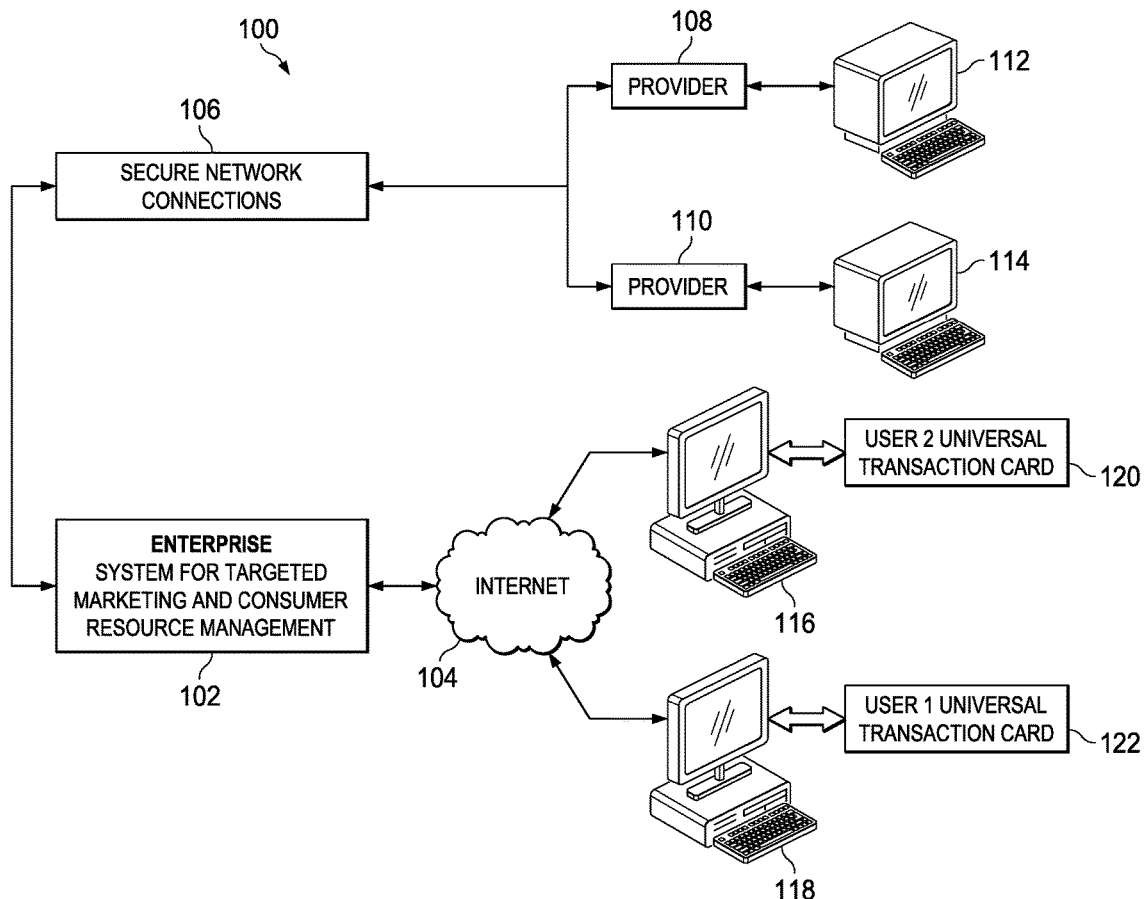 100
108
PROVIDER
112
106
SECURE NETWORK
CONNECTIONS
110
PROVIDER
114
USER 2 UNIVERSAL
TRANSACTION CARD
120
ENTERPRISE
SYSTEM FOR TARGETED
MARKETING AND CONSUMER
RESOURCE MANAGEMENT
102
INTERNET
104
116
USER 1 UNIVERSAL
TRANSACTION CARD
122
118